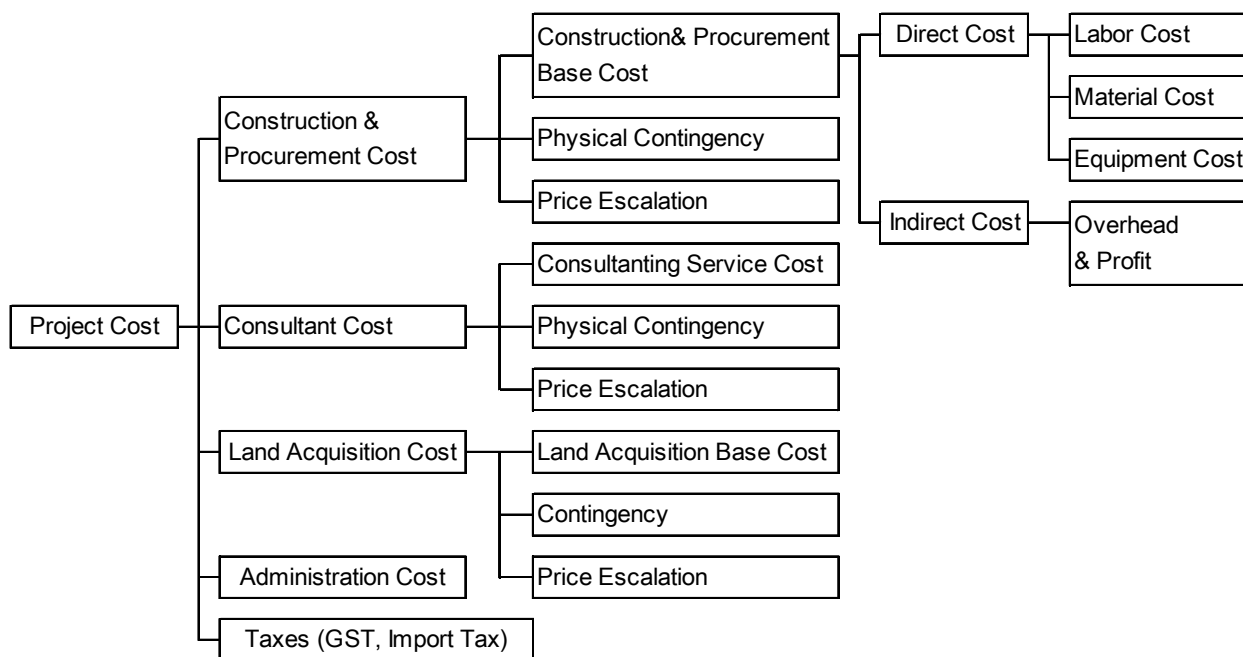 Project Cost
Construction &
Procurement Cost
Construction& Procurement
Base Cost
Direct Cost
Labor Cost
Material Cost
Equipment Cost
Indirect Cost
Overhead
& Profit
Physical Contingency
Price Escalation
Consultant Cost
Consultanting Service Cost
Physical Contingency
Price Escalation
Land Acquisition Cost
Land Acquisition Base Cost
Contingency
Price Escalation
Administration Cost
Taxes (GST, Import Tax)